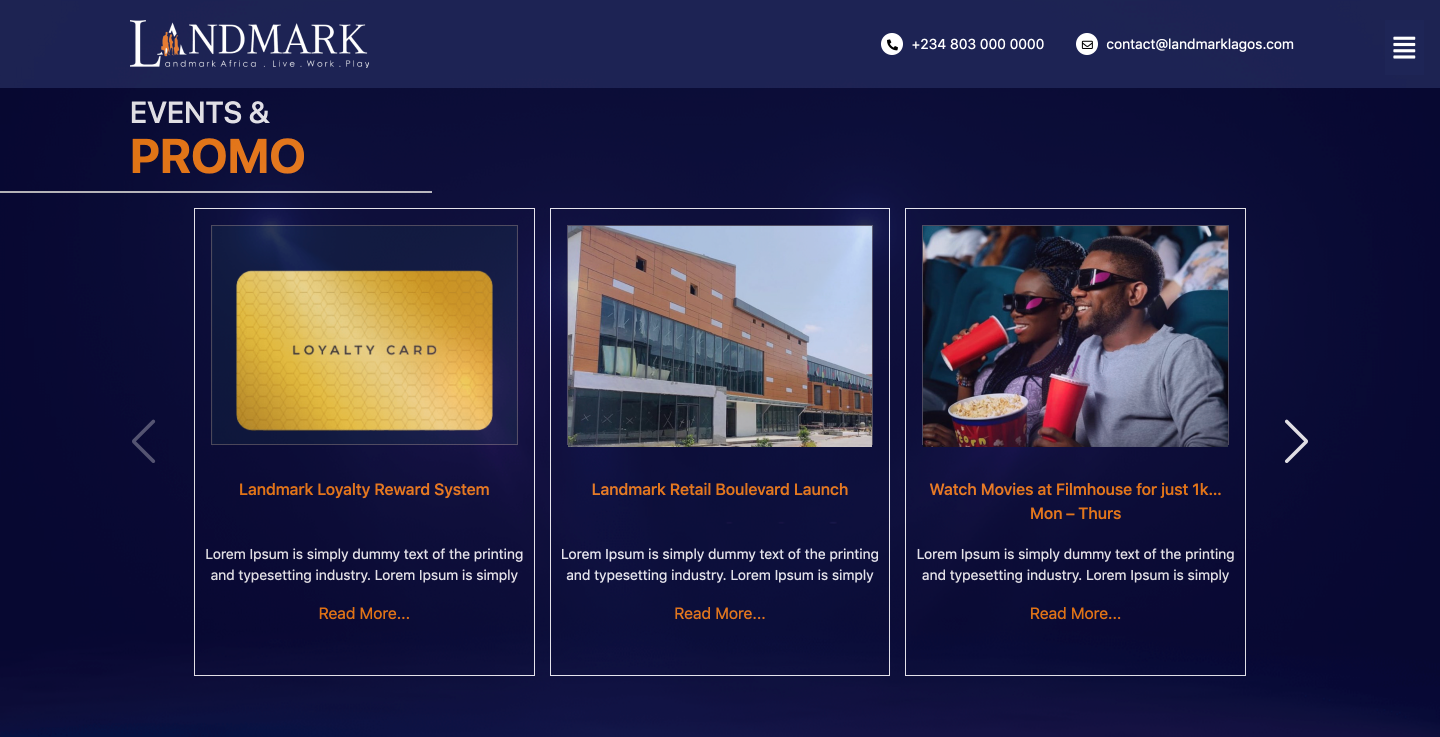 LANDMARK
andmark Africa . Live . Work . Play
+234 803 000 0000
contact@landmarklagos.com
EVENTS &
PROMO
LOYALTY CARD
Landmark Loyalty Reward System
Lorem Ipsum is simply dummy text of the printing
and typesetting industry. Lorem Ipsum is simply
Read More...
Landmark Retail Boulevard Launch
Lorem Ipsum is simply dummy text of the printing
and typesetting industry. Lorem Ipsum is simply
Read More...
Watch Movies at Filmhouse for just 1k...
Mon – Thurs
Lorem Ipsum is simply dummy text of the printing
and typesetting industry. Lorem Ipsum is simply
Read More...